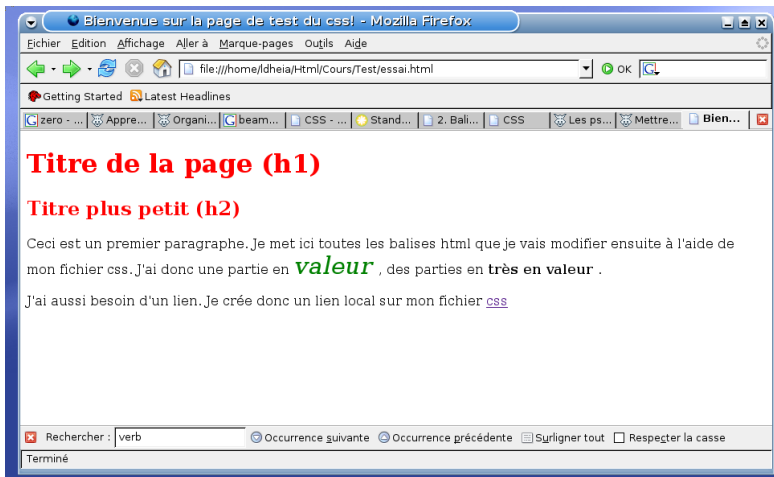 Bienvenue sur la page de test du css! - Mozilla Firefox
Fichier Edition Affichage Aller à Marque-pages Outils Aide
file:///home/ldheia/Html/Cours/Test/essai.html OK G
Getting Started Latest Headlines
G zero - ... Appre... Organi... G beam... CSS - ... Stand... 2. Bali... CSS Les ps... Mettre... Bien...
Titre de la page (h1)
Titre plus petit (h2)
Ceci est un premier paragraphe. Je met ici toutes les balises html que je vais modifier ensuite à l'aide de
mon fichier css. J'ai donc une partie en valeur , des parties en très en valeur .
J'ai aussi besoin d'un lien. Je crée donc un lien local sur mon fichier css
Rechercher : verb Occurrence suivante Occurrence précédente Surligner tout Respecter la casse
Terminé